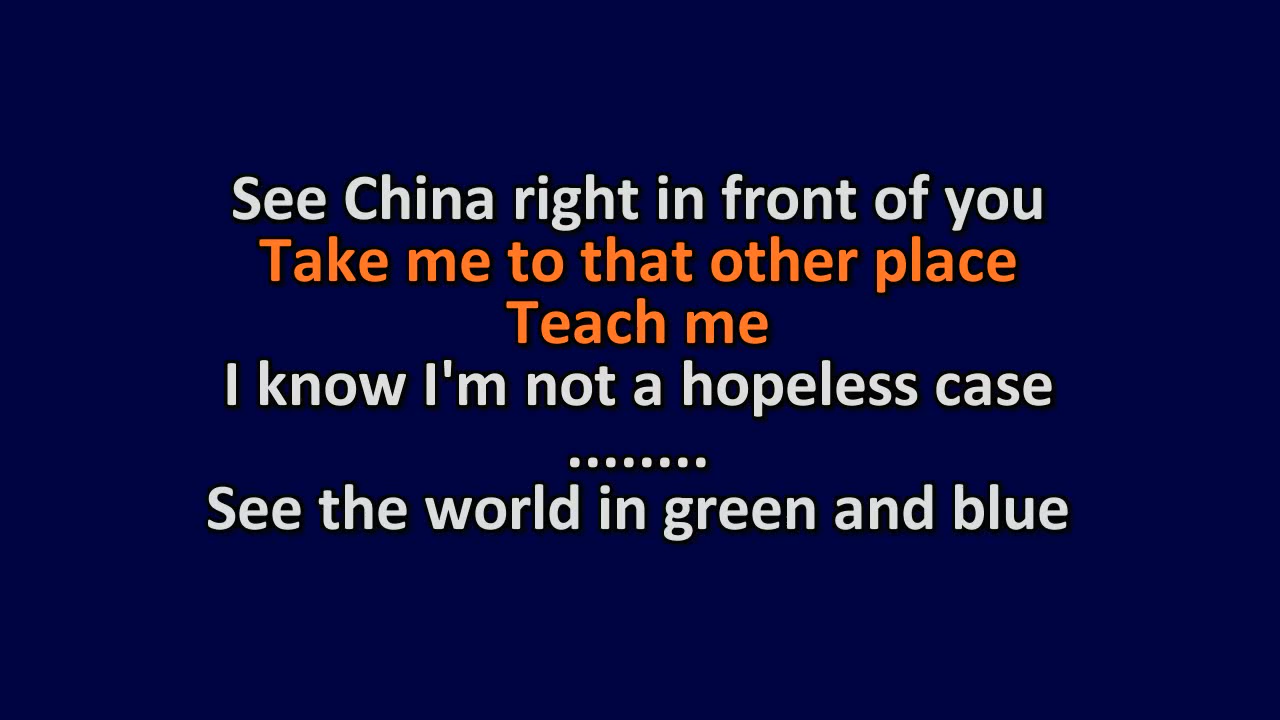 See China right in front of you
Take me to that other place
Teach me
I know I'm not a hopeless case
........
See the world in green and blue